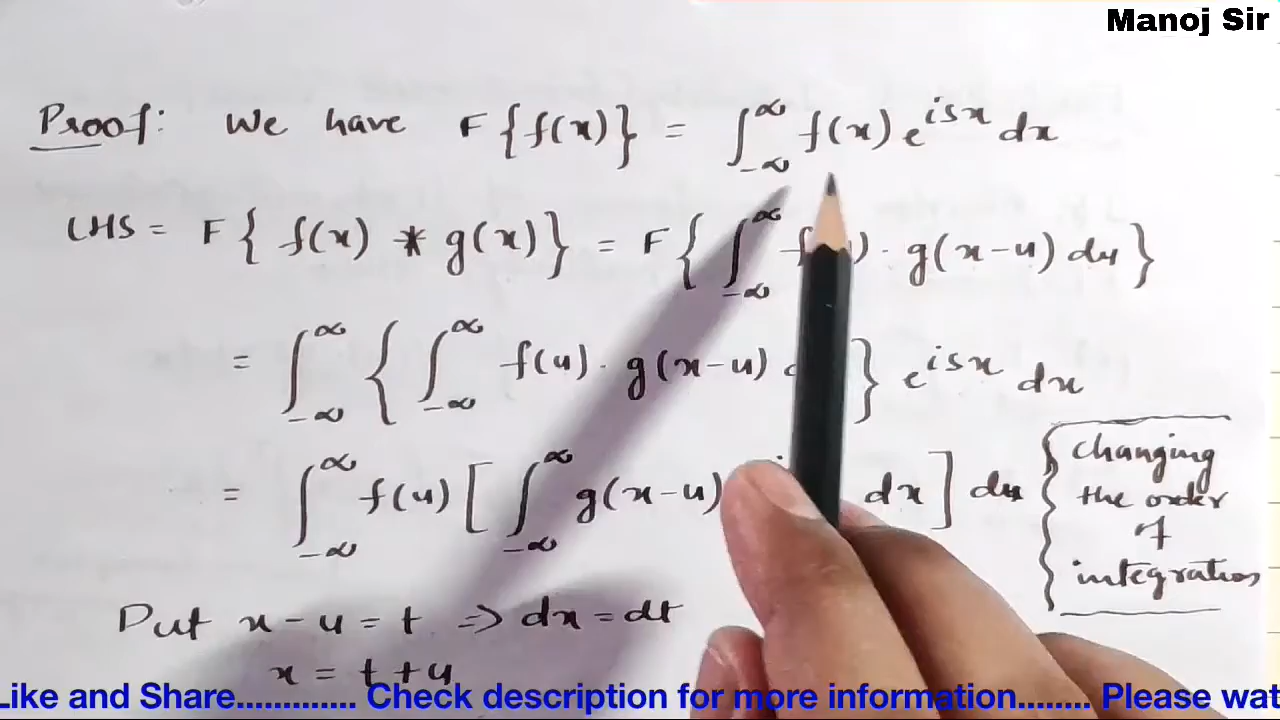 Manoj Sir
Proof: We have F{f(x)} = ∫_{-∞}^{∞} f(x) e^{isx} dx
LHS = F{ f(x) * g(x)} = F{ ∫_{-∞}^{∞} f ) · g(x-u) du }
= ∫_{-∞}^{∞} { ∫_{-∞}^{∞} f(u) · g(x-u) } e^{isx} dx
= ∫_{-∞}^{∞} f(u) [ ∫_{-∞}^{∞} g(x-u) dx ] du
{ changing
the order
of
integration
Put x-u = t ⇒ dx = dt
x = t+u
Like and Share............. Check description for more information........ Please wat